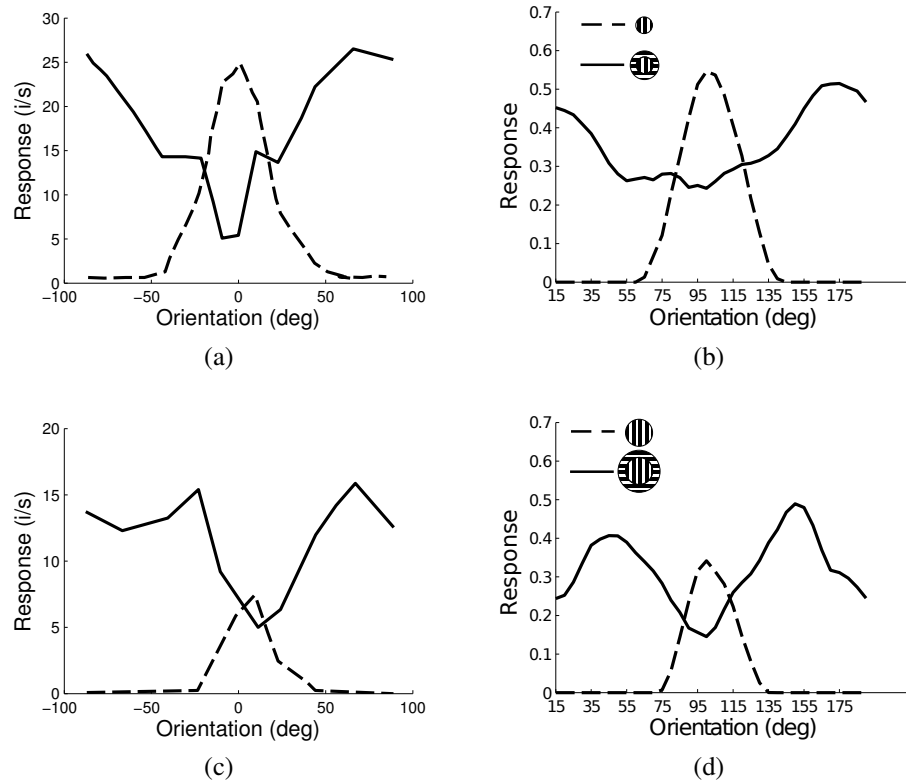 30
25
20
15
10
5
0
Response (i/s)
−100 −50 0 50 100
Orientation (deg)
(a)
0.7
0.6
0.5
0.4
0.3
0.2
0.1
0
Response
15 35 55 75 95 115 135 155 175
Orientation (deg)
(b)
20
15
10
5
0
Response (i/s)
−100 −50 0 50 100
Orientation (deg)
(c)
0.7
0.6
0.5
0.4
0.3
0.2
0.1
0
Response
15 35 55 75 95 115 135 155 175
Orientation (deg)
(d)